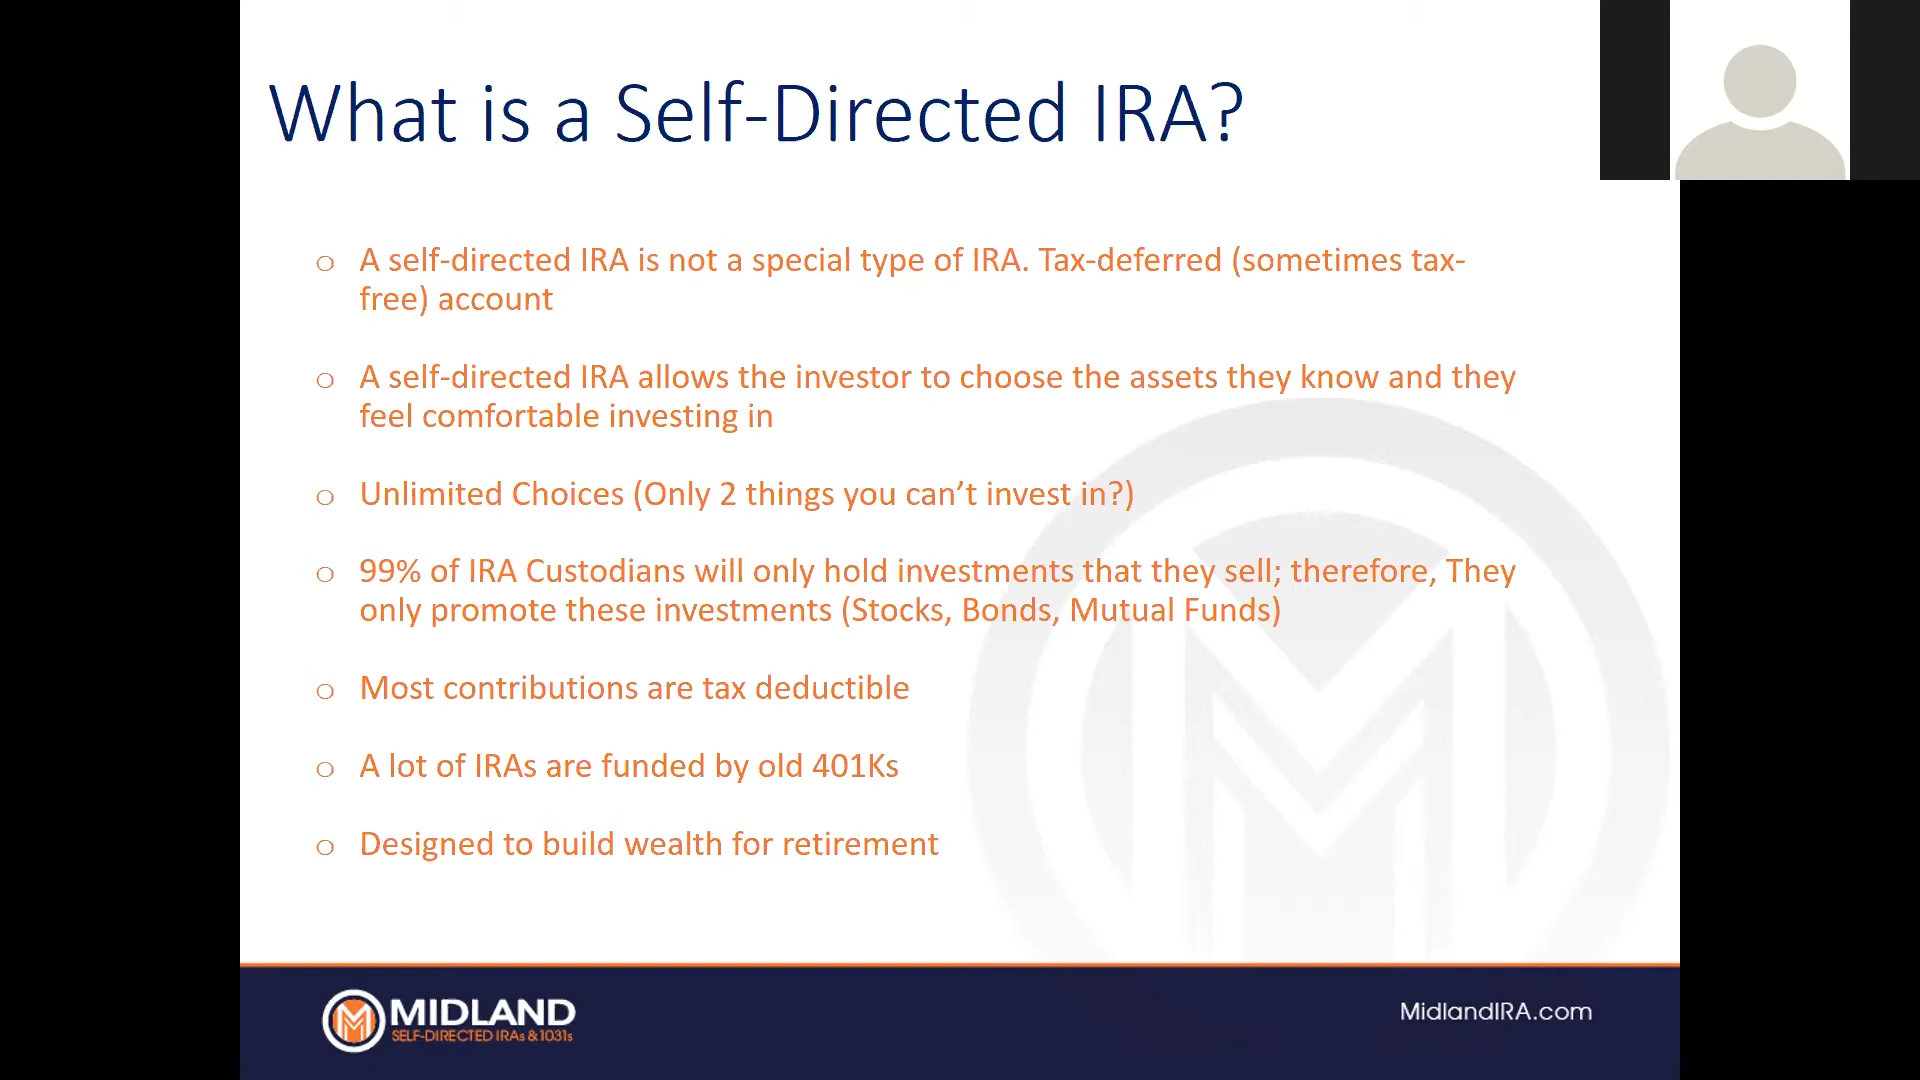 What is a Self-Directed IRA?
o A self-directed IRA is not a special type of IRA. Tax-deferred (sometimes tax-
free) account
o A self-directed IRA allows the investor to choose the assets they know and they
feel comfortable investing in
o Unlimited Choices (Only 2 things you can’t invest in?)
o 99% of IRA Custodians will only hold investments that they sell; therefore, They
only promote these investments (Stocks, Bonds, Mutual Funds)
o Most contributions are tax deductible
o A lot of IRAs are funded by old 401Ks
o Designed to build wealth for retirement
MIDLAND
SELF-DIRECTED IRAs & 1031s
MidlandIRA.com